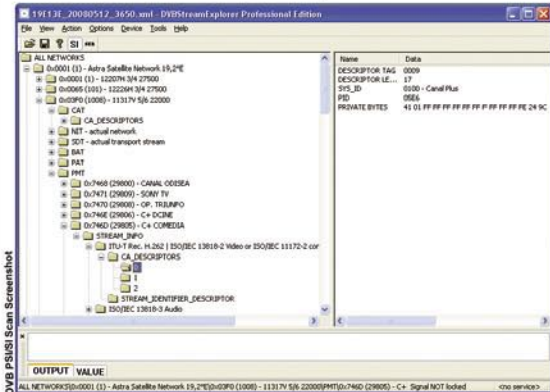 19E13E_20080512_3650.xml - DVBStreamExplorer Professional Edition
File View Action Options Device Tools Help
SI
ALL NETWORKS
0x0001 (1) - Astra Satellite Network 19,2°E
0x0001 (1) - 12207H 3/4 27500
0x0065 (101) - 12226H 3/4 27500
0x03F0 (1008) - 11317V 5/6 22000
CAT
CA_DESCRIPTORS
NIT - actual network
SDT - actual transport stream
BAT
PAT
PMT
0x7468 (29800) - CANAL ODISEA
0x7471 (29809) - SONY TV
0x7470 (29808) - OP. TRIUNFO
0x746E (29806) - C+ DCINE
0x746D (29805) - C+ COMEDIA
STREAM_INFO
ITU-T Rec. H.262 | ISO/IEC 13818-2 Video or ISO/IEC 11172-2 cor
CA_DESCRIPTORS
0
1
2
STREAM_IDENTIFIER_DESCRIPTOR
ISO/IEC 13818-3 Audio
Name Data
DESCRIPTOR TAG 0009
DESCRIPTOR LE... 17
SYS_ID 0100 - Canal Plus
PID 05E6
PRIVATE BYTES 41 01 FF FF FF FF FF FF FF FF FF FE 24 9C
OUTPUT VALUE
ALL NETWORKS\0x0001 (1) - Astra Satellite Network 19,2°E\0x03F0 (1008) - 11317V 5/6 22000\PMT\0x746D (29805) - C+ Signal NOT locked <no service>
DVB PSI/SI Scan Screenshot